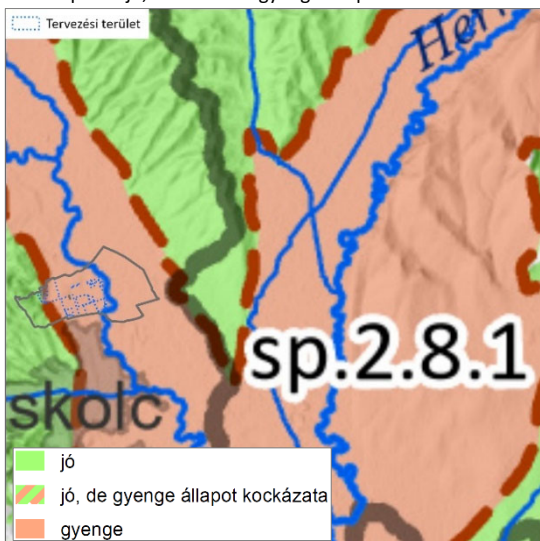 Tervezési terület
Her
sp.2.8.1
skolc
jó
jó, de gyenge állapot kockázata
gyenge